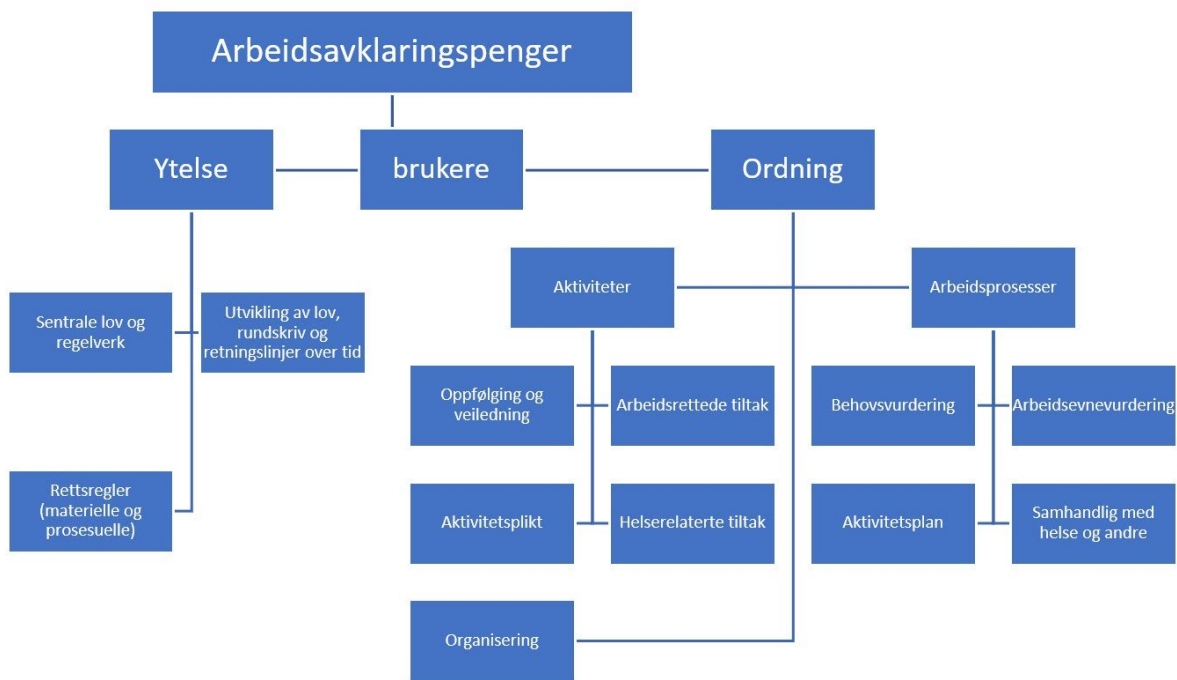 Arbeidsavklaringspenger
Ytelse
brukere
Ordning
Aktiviteter
Arbeidsprosesser
Sentrale lov og
regelverk
Utvikling av lov,
rundskriv og
retningslinjer over tid
Oppfølging og
veiledning
Arbeidsrettede tiltak
Behovsvurdering
Arbeidsevnevurdering
Rettsregler
(materielle og
prosesuelle)
Aktivitetsplikt
Helserelaterte tiltak
Aktivitetsplan
Samhandlig med
helse og andre
Organisering